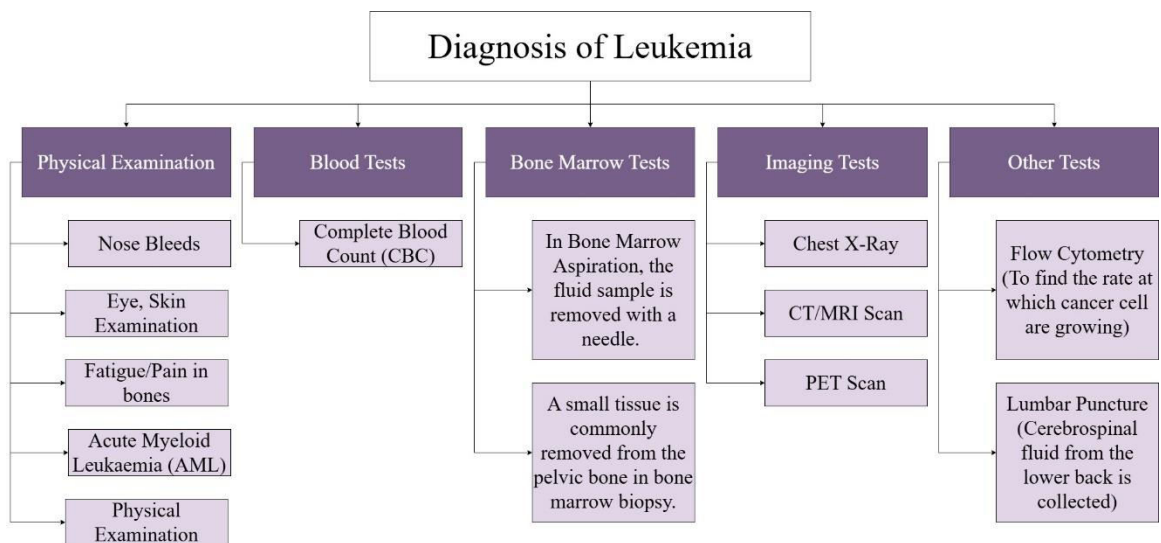 Diagnosis of Leukemia
Physical Examination
Nose Bleeds
Eye, Skin
Examination
Fatigue/Pain in
bones
Acute Myeloid
Leukaemia (AML)
Physical
Examination
Blood Tests
Complete Blood
Count (CBC)
Bone Marrow Tests
In Bone Marrow
Aspiration, the
fluid sample is
removed with a
needle.
A small tissue is
commonly
removed from the
pelvic bone in bone
marrow biopsy.
Imaging Tests
Chest X-Ray
CT/MRI Scan
PET Scan
Other Tests
Flow Cytometry
(To find the rate at
which cancer cell
are growing)
Lumbar Puncture
(Cerebrospinal
fluid from the
lower back is
collected)